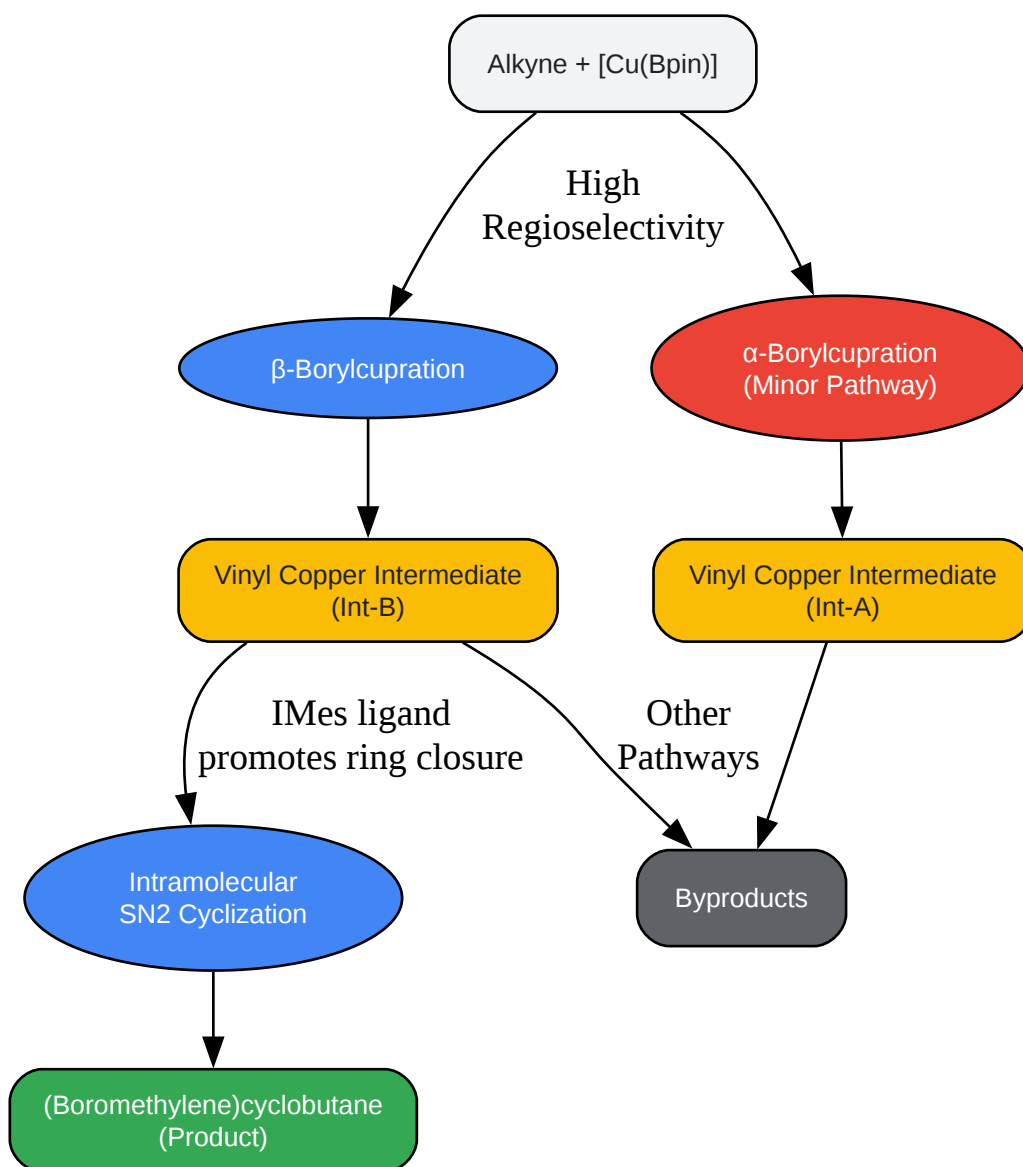 Alkyne + [Cu(Bpin)]
High
Regioselectivity
β-Borylcupration
α-Borylcupration
(Minor Pathway)
Vinyl Copper Intermediate
(Int-B)
Vinyl Copper Intermediate
(Int-A)
IMes ligand
promotes ring closure
Other
Pathways
Intramolecular
SN2 Cyclization
Byproducts
(Boromethylene)cyclobutane
(Product)